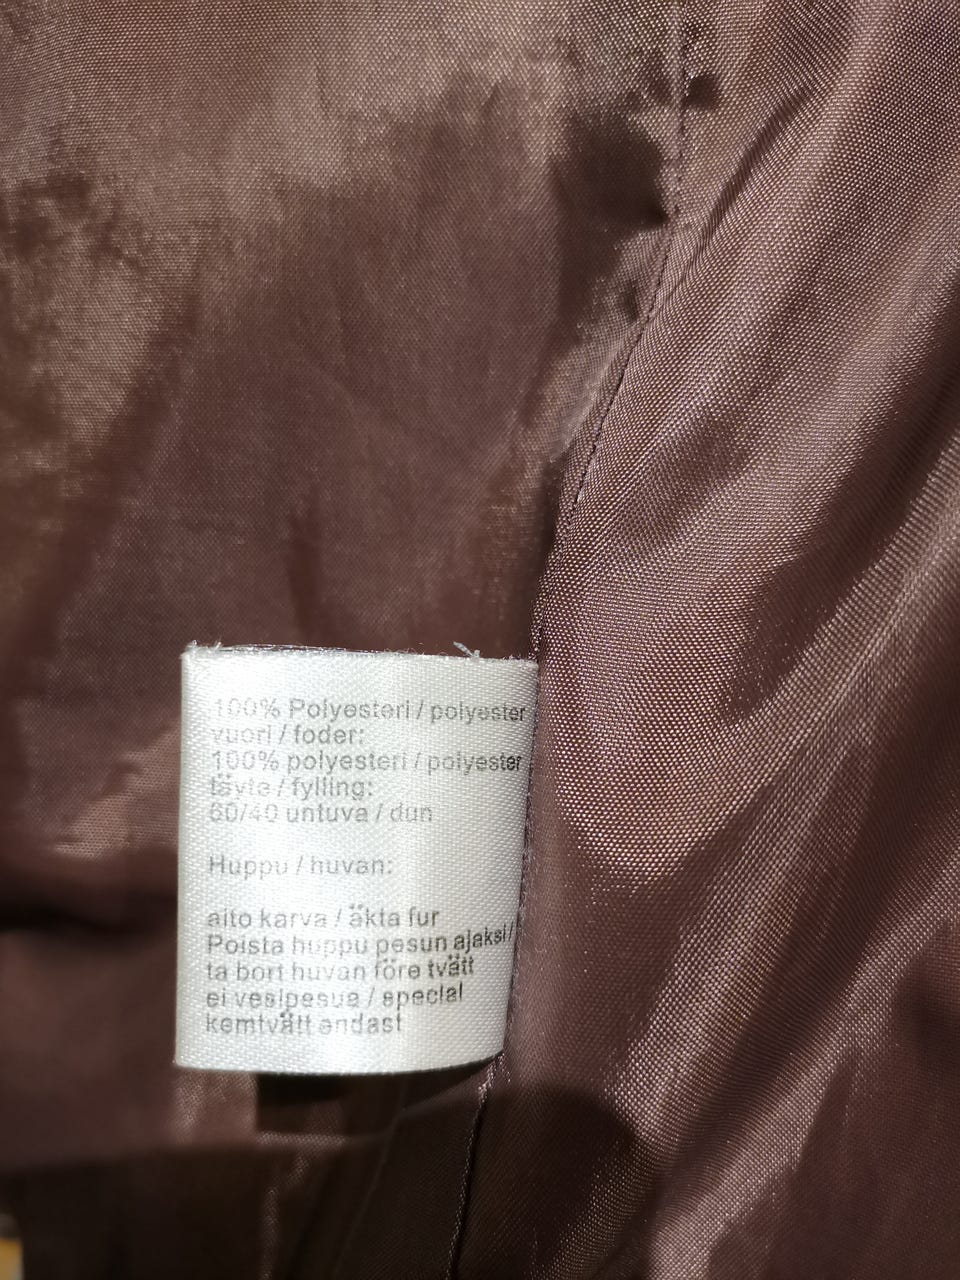 100% Polyesteri / polyester
vuori / foder:
100% polyesteri / polyester
täyte / fylling:
60/40 untuva / dun
Huppu / huvan:
aito karva / äkta fur
Poista huppu pesun ajaksi/
ta bort huvan före tvätt
ei vesipesua / special
kemtvätt endast